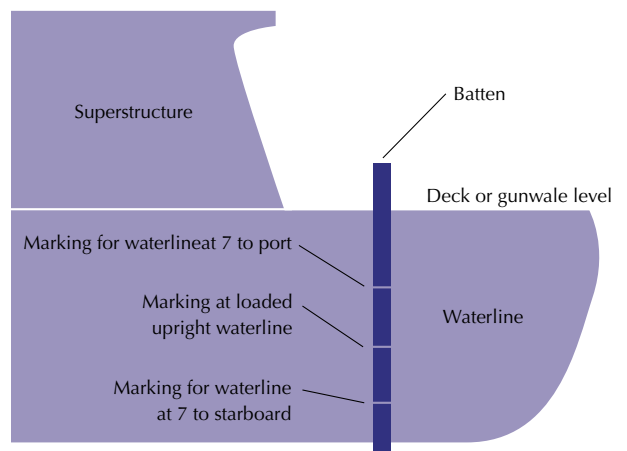 Superstructure
Batten
Deck or gunwale level
Marking for waterlineat 7 to port
Marking at loaded
upright waterline
Waterline
Marking for waterline
at 7 to starboard